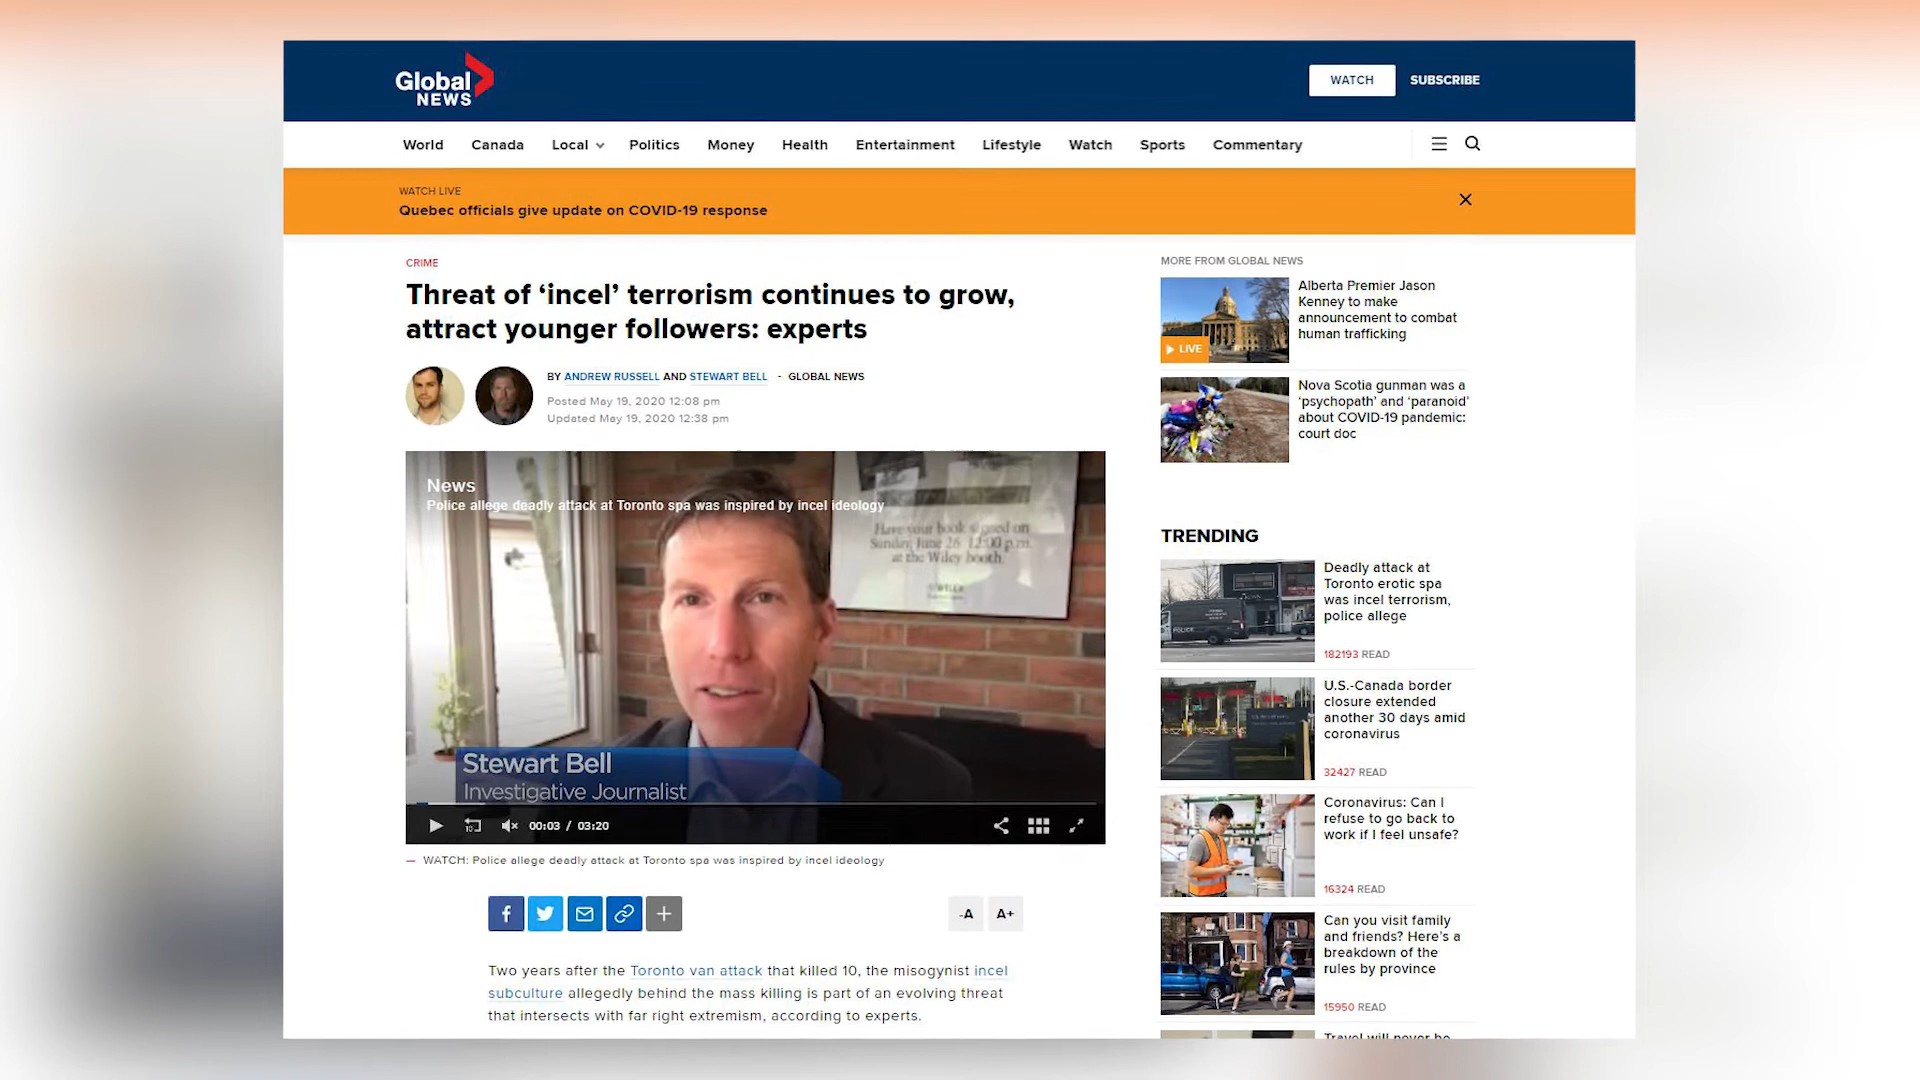 Global
NEWS
WATCH
SUBSCRIBE
World
Canada
Local
Politics
Money
Health
Entertainment
Lifestyle
Watch
Sports
Commentary
WATCH LIVE
Quebec officials give update on COVID-19 response
CRIME
Threat of ‘incel’ terrorism continues to grow,
attract younger followers: experts
BY ANDREW RUSSELL AND STEWART BELL - GLOBAL NEWS
Posted May 19, 2020 12:08 pm
Updated May 19, 2020 12:38 pm
News
Police allege deadly attack at Toronto spa was inspired by incel ideology
Have your book signed on
Sunday, June 26 12:00 p.m.
at the Wiley booth.
WILEY
Stewart Bell
Investigative Journalist
10
00:03 / 03:20
WATCH: Police allege deadly attack at Toronto spa was inspired by incel ideology
-A
A+
Two years after the Toronto van attack that killed 10, the misogynist incel
subculture allegedly behind the mass killing is part of an evolving threat
that intersects with far right extremism, according to experts.
MORE FROM GLOBAL NEWS
LIVE
Alberta Premier Jason
Kenney to make
announcement to combat
human trafficking
Nova Scotia gunman was a
‘psychopath’ and ‘paranoid’
about COVID-19 pandemic:
court doc
TRENDING
POLICE
Deadly attack at
Toronto erotic spa
was incel terrorism,
police allege
182193 READ
U.S.-Canada border
closure extended
another 30 days amid
coronavirus
32427 READ
Coronavirus: Can I
refuse to go back to
work if I feel unsafe?
16324 READ
Can you visit family
and friends? Here’s a
breakdown of the
rules by province
15950 READ
Travel will never be